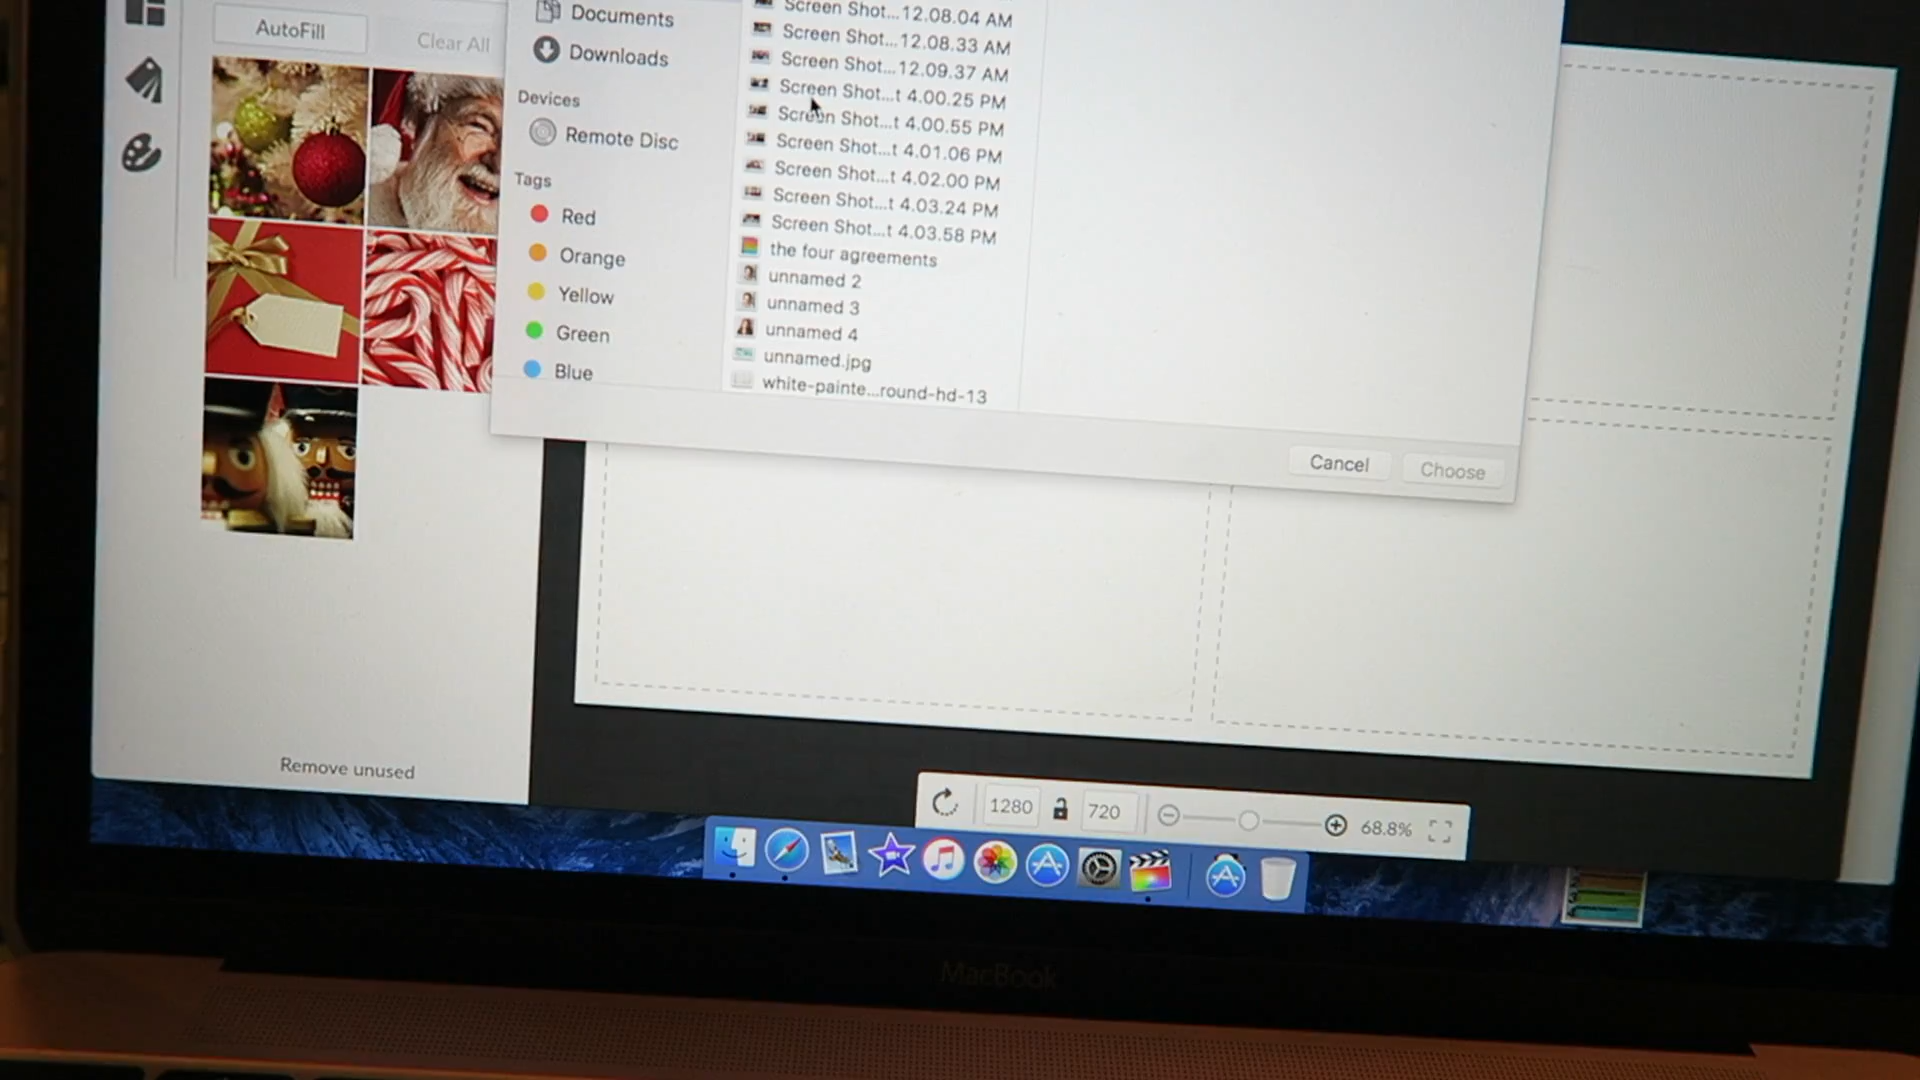 AutoFill
Clear All
Documents
Downloads
Devices
Remote Disc
Tags
Red
Orange
Yellow
Green
Blue
Screen Shot...12.08.04 AM
Screen Shot...12.08.33 AM
Screen Shot...12.09.37 AM
Screen Shot...t 4.00.25 PM
Screen Shot...t 4.00.55 PM
Screen Shot...t 4.01.06 PM
Screen Shot...t 4.02.00 PM
Screen Shot...t 4.03.24 PM
Screen Shot...t 4.03.58 PM
the four agreements
unnamed 2
unnamed 3
unnamed 4
unnamed.jpg
white-painte...round-hd-13
Cancel
Choose
Remove unused
1280
720
68.8%
MacBook